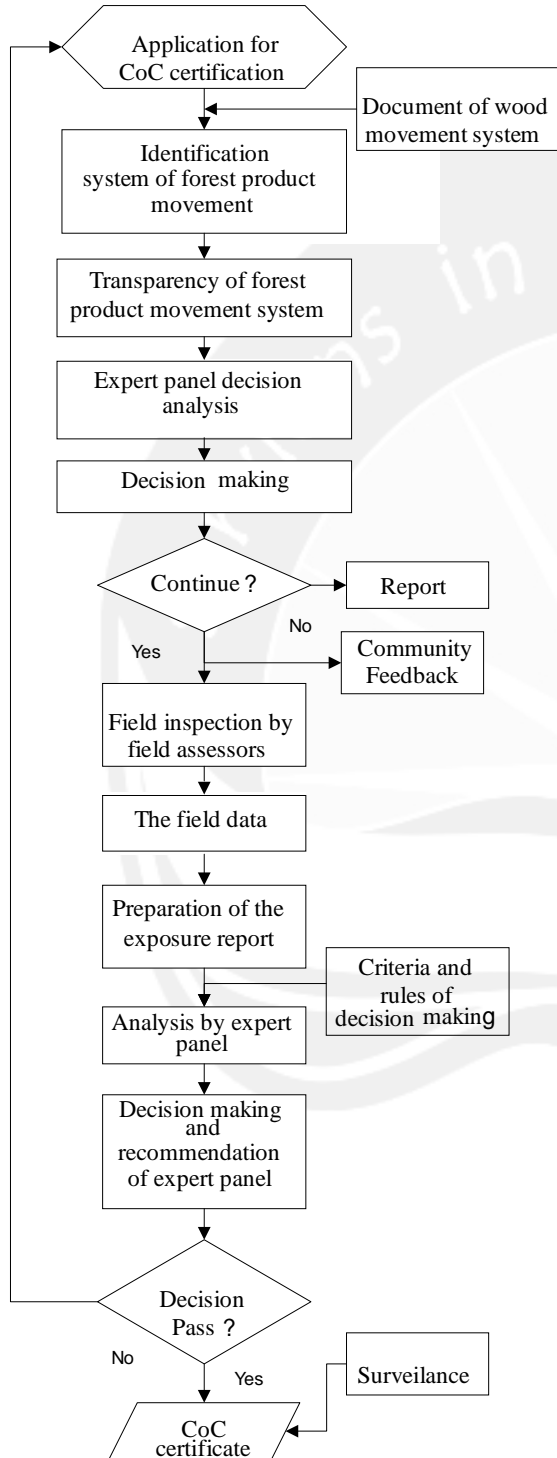 Application for
CoC certification
Document of wood
movement system
Identification
system of forest product
movement
Transparency of forest
product movement system
Expert panel decision
analysis
Decision making
Continue ?
Report
No
Yes
Community
Feedback
Field inspection by
field assessors
The field data
Preparation of the
exposure report
Criteria and
rules of
decision making
Analysis by expert
panel
Decision making
and
recommendation
of expert panel
Decision
Pass ?
No
Yes
Surveilance
CoC
certificate
ns in